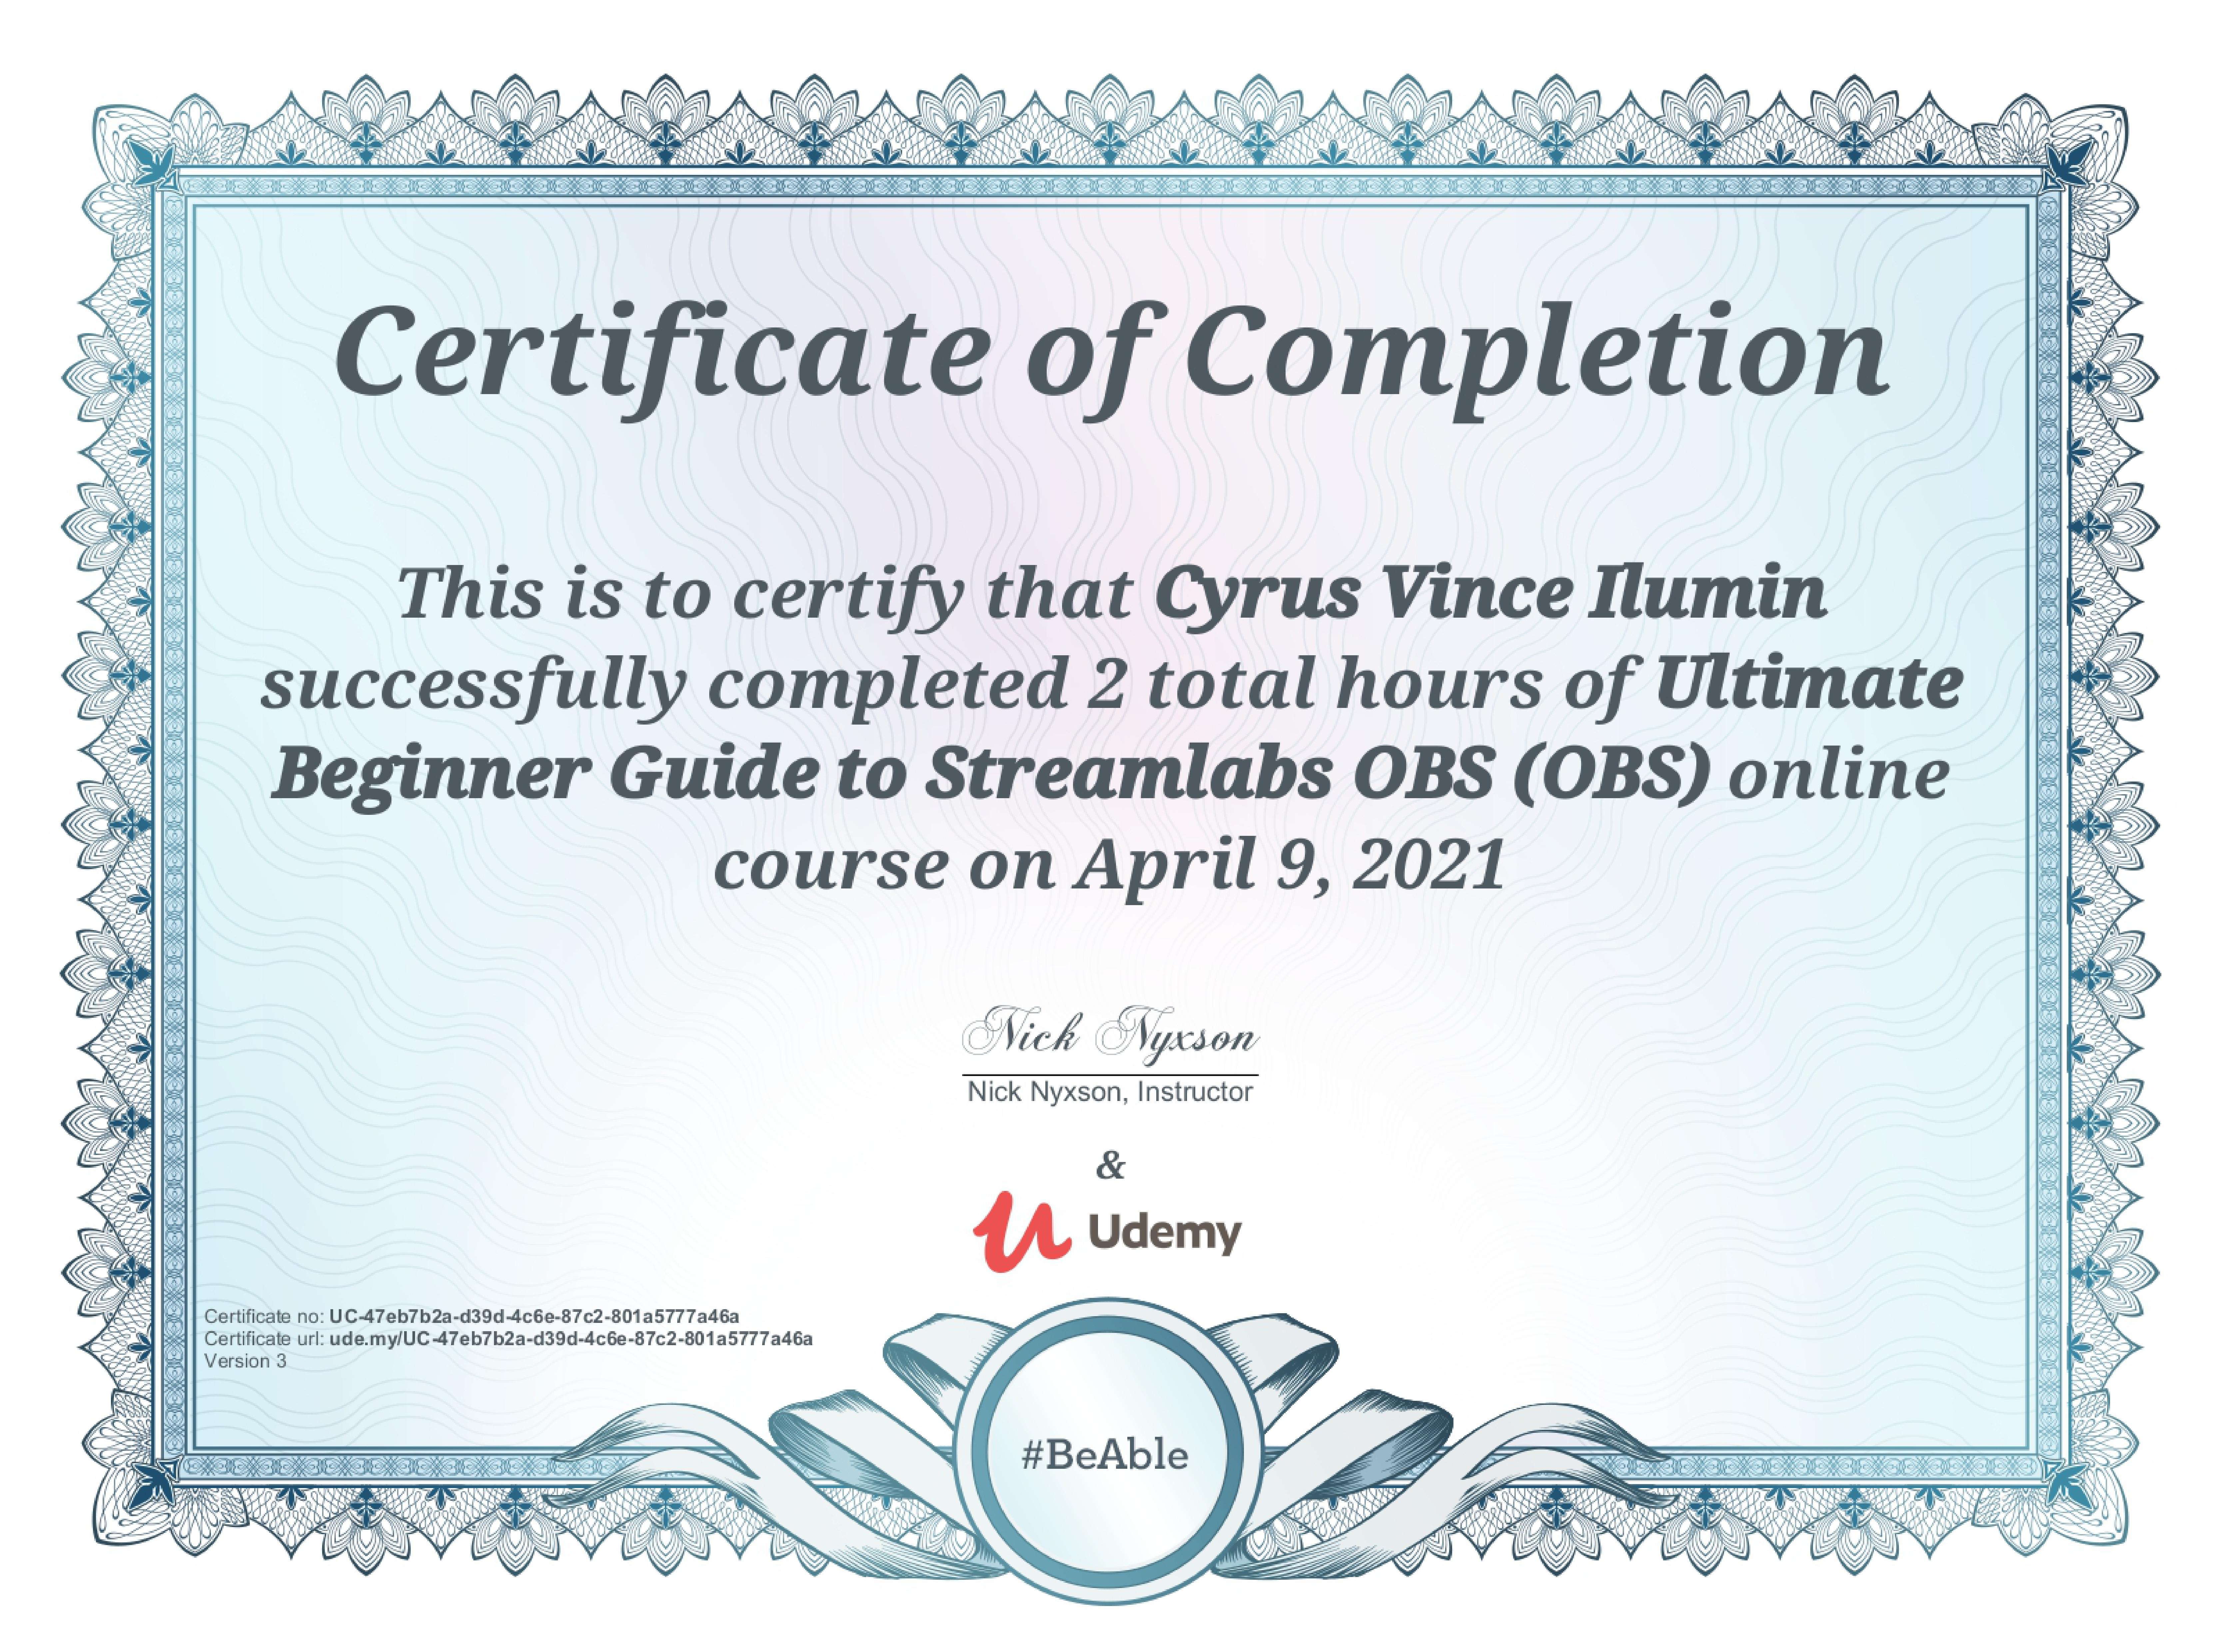 Certificate of Completion
This is to certify that Cyrus Vince Ilumin
successfully completed 2 total hours of Ultimate
Beginner Guide to Streamlabs OBS (OBS) online
course on April 9, 2021
Nick Nyxson
Nick Nyxson, Instructor
&
Udemy
Certificate no: UC-47eb7b2a-d39d-4c6e-87c2-801a5777a46a
Certificate url: ude.my/UC-47eb7b2a-d39d-4c6e-87c2-801a5777a46a
Version 3
#BeAble